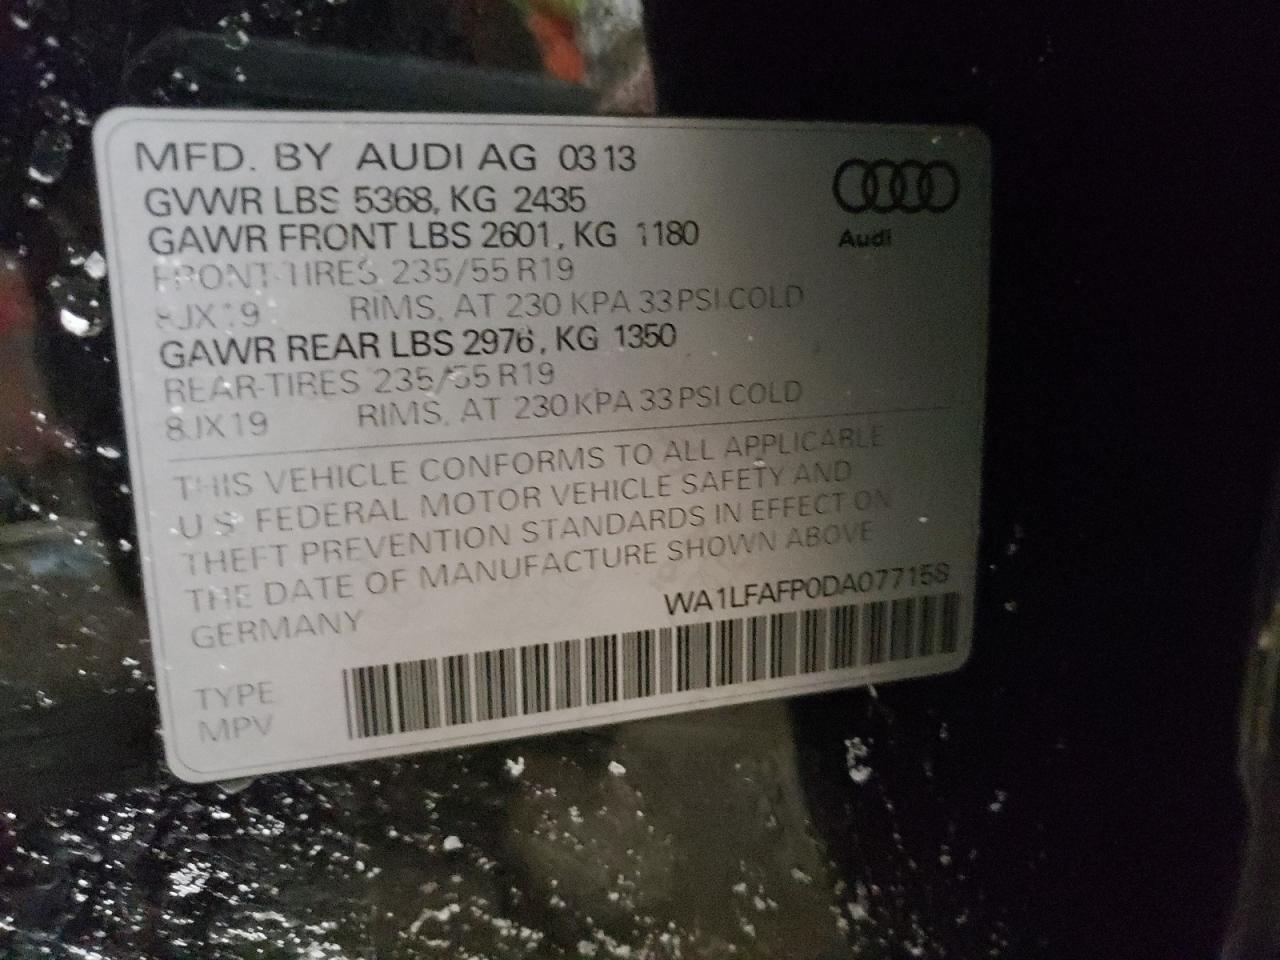 MFD. BY AUDI AG 0313
GVWR LBS 5368, KG 2435
GAWR FRONT LBS 2601, KG 1180
FRONT-TIRES 235/55 R19
8JX19 RIMS, AT 230 KPA 33 PSI COLD
GAWR REAR LBS 2976, KG 1350
REAR-TIRES 235/55 R19
8JX19 RIMS, AT 230 KPA 33 PSI COLD
Audi
THIS VEHICLE CONFORMS TO ALL APPLICABLE
U.S. FEDERAL MOTOR VEHICLE SAFETY AND
THEFT PREVENTION STANDARDS IN EFFECT ON
THE DATE OF MANUFACTURE SHOWN ABOVE
WA1LFAFP0DA077158
GERMANY
TYPE
MPV